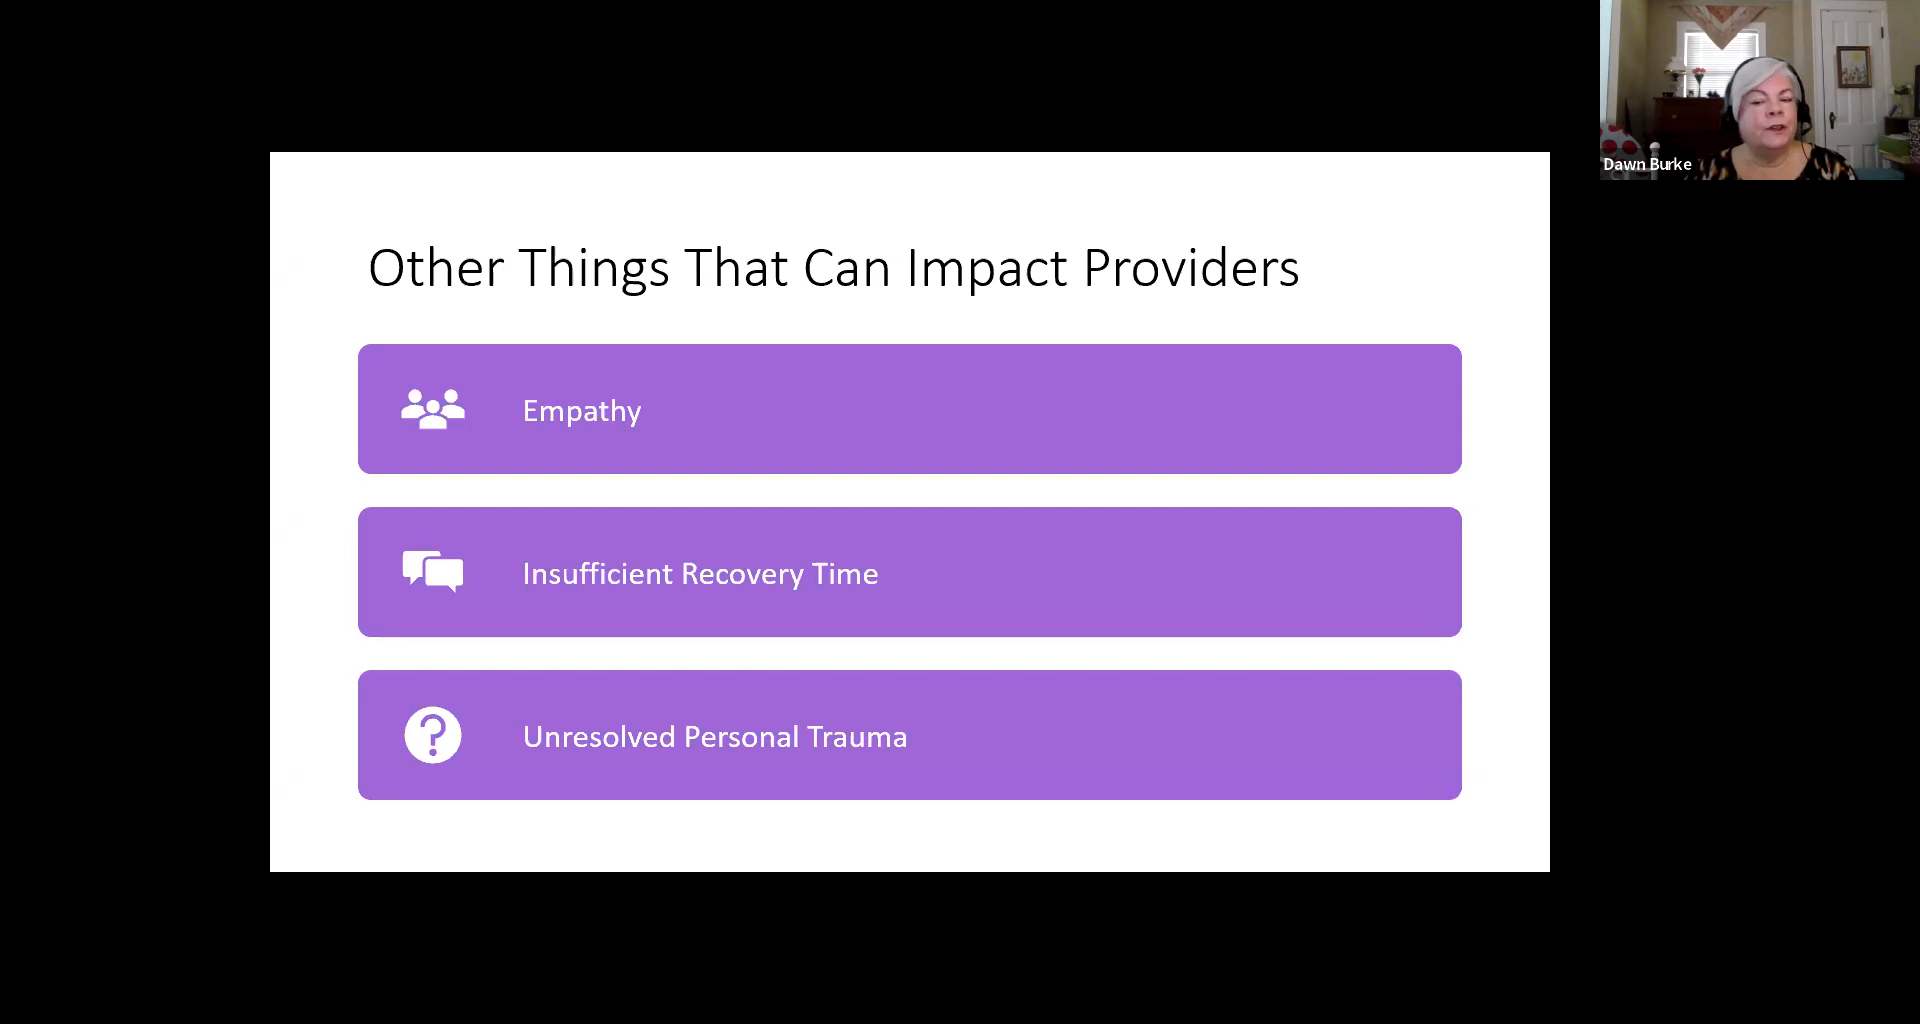 Dawn Burke
Other Things That Can Impact Providers
Empathy
Insufficient Recovery Time
Unresolved Personal Trauma